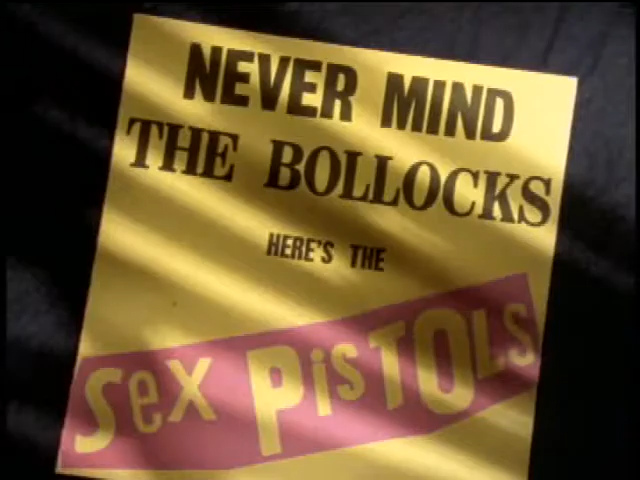 NEVER MIND
THE BOLLOCKS
HERE'S THE
Sex PiSTOLS